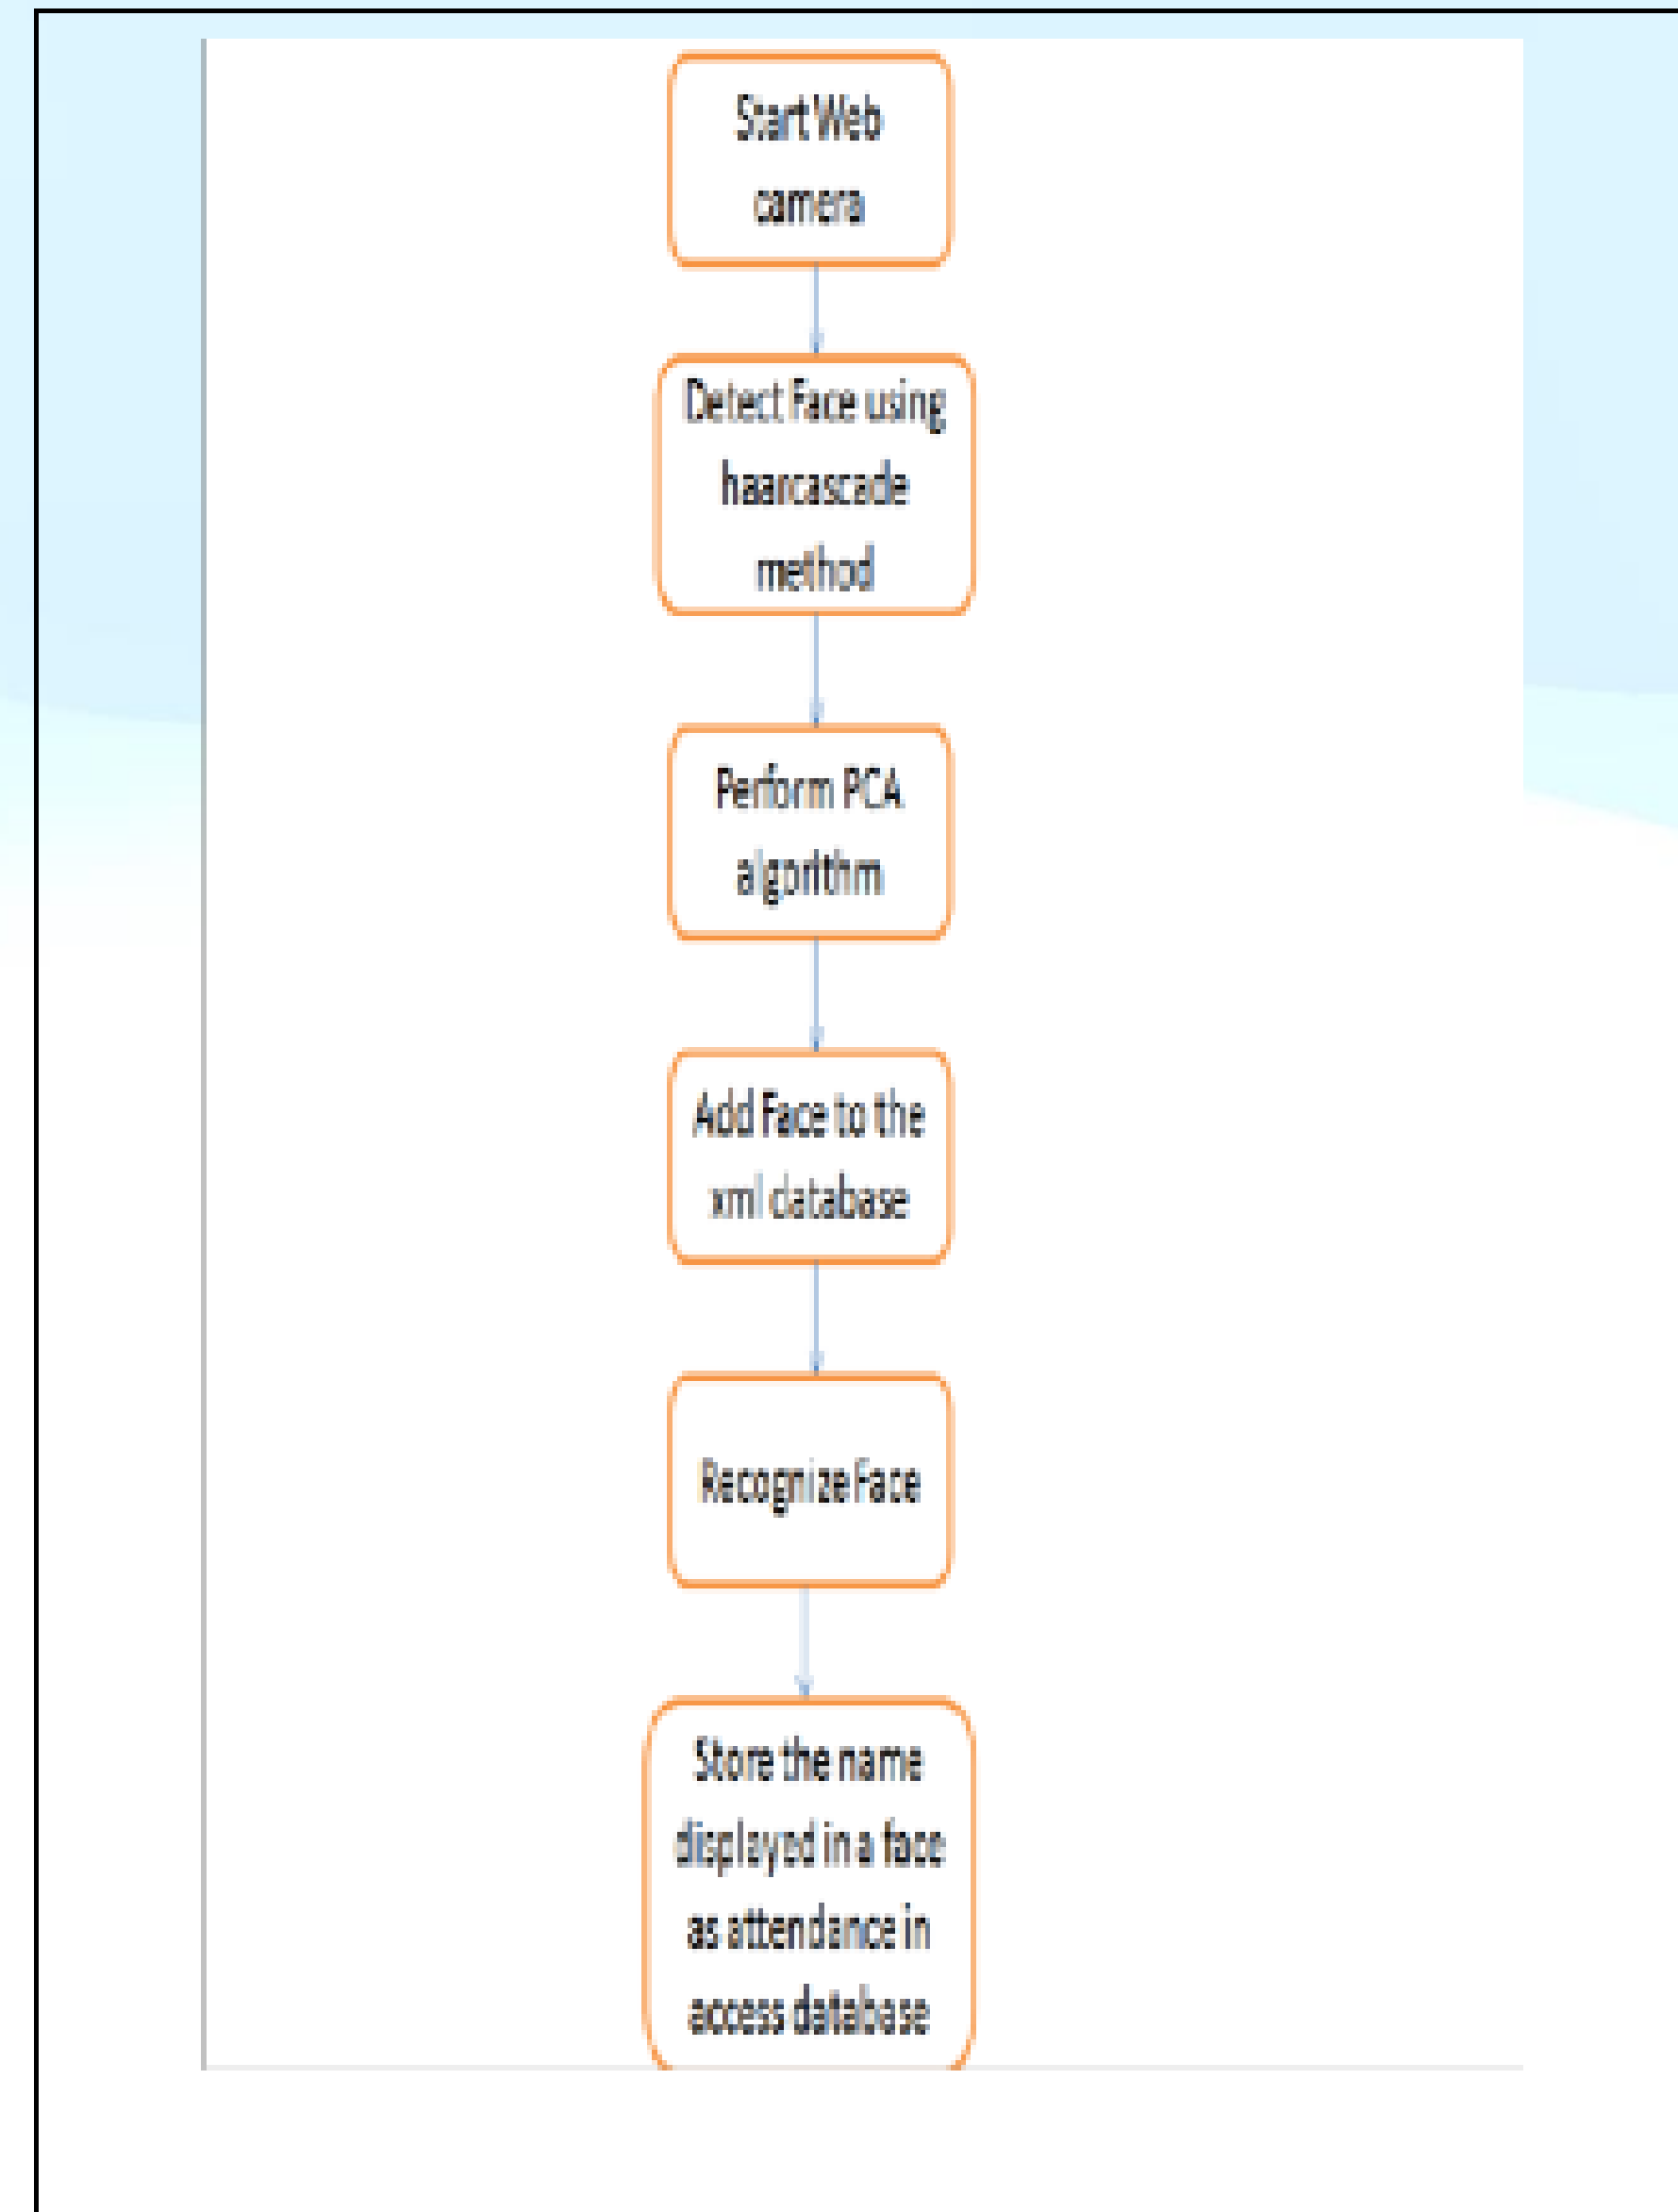 Start Web
camera
Detect Face using
haarcascade
method
Perform PCA
algorithm
Add Face to the
xml database
Recognize Face
Store the name
displayed in a face
as attendance in
access database